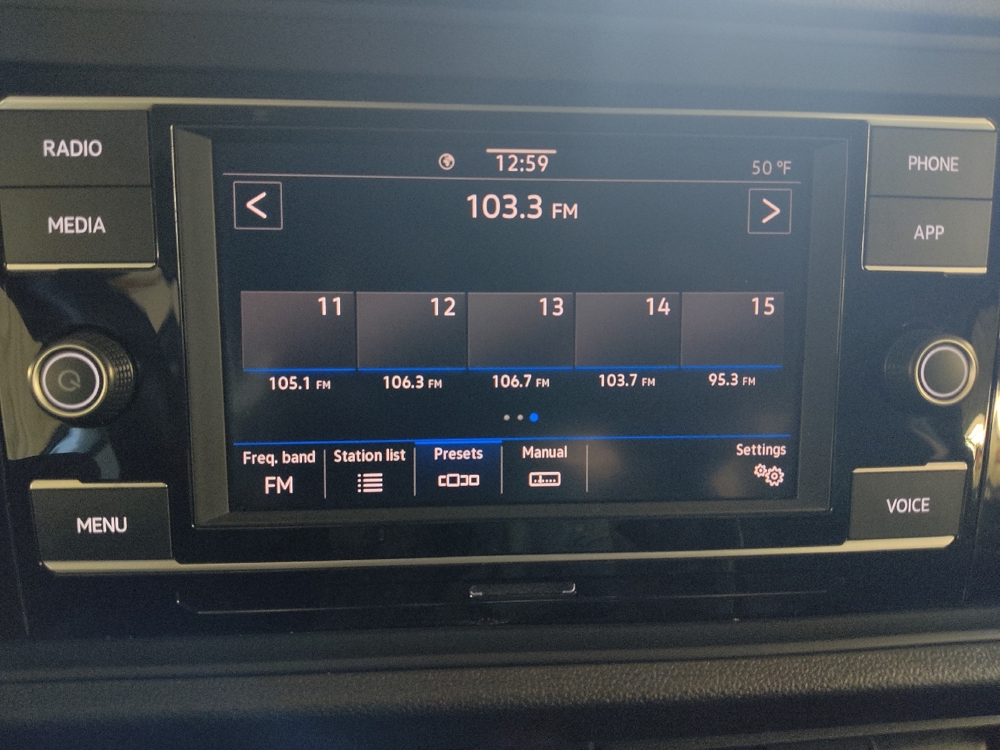 RADIO
MEDIA
MENU
12:59
50 °F
<
103.3 FM
>
11 12 13 14 15
105.1 FM 106.3 FM 106.7 FM 103.7 FM 95.3 FM
Freq. band Station list Presets Manual Settings
FM
PHONE
APP
VOICE